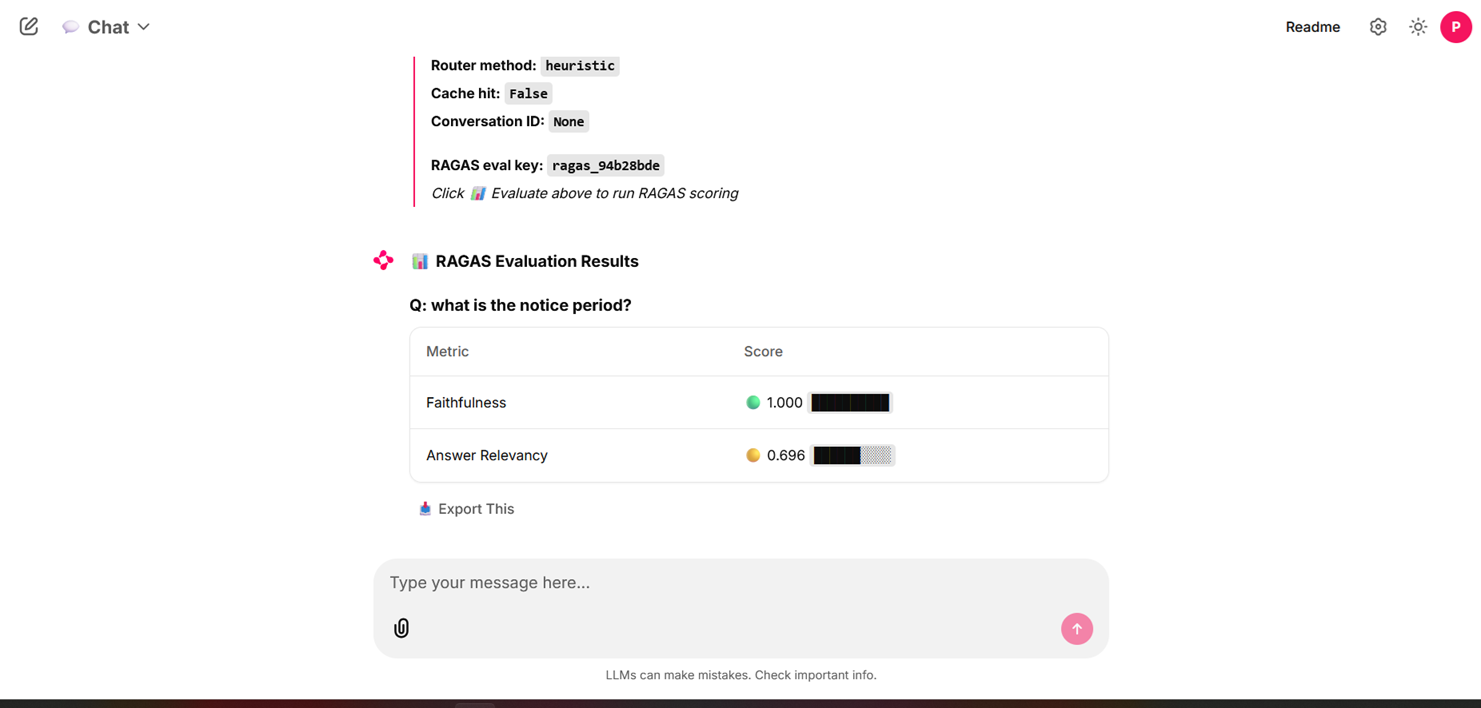 Chat
Readme
P
Router method: heuristic
Cache hit: False
Conversation ID: None
RAGAS eval key: ragas_94b28bde
Click 📊 Evaluate above to run RAGAS scoring
📊 RAGAS Evaluation Results
Q: what is the notice period?
Metric Score
Faithfulness 1.000
Answer Relevancy 0.696
Export This
Type your message here...
LLMs can make mistakes. Check important info.